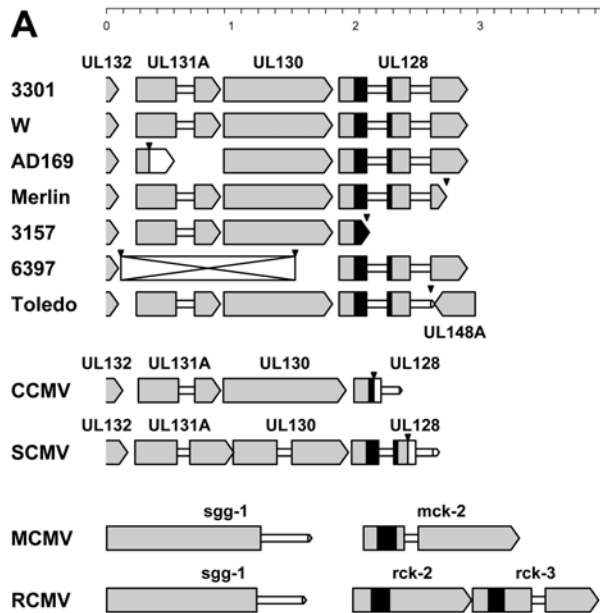 A
0 1 2 3
UL132 UL131A UL130 UL128
3301
W
AD169
Merlin
3157
6397
Toledo
UL148A
UL132 UL131A UL130 UL128
CCMV
UL132 UL131A UL130 UL128
SCMV
sgg-1 mck-2
MCMV
sgg-1 rck-2 rck-3
RCMV